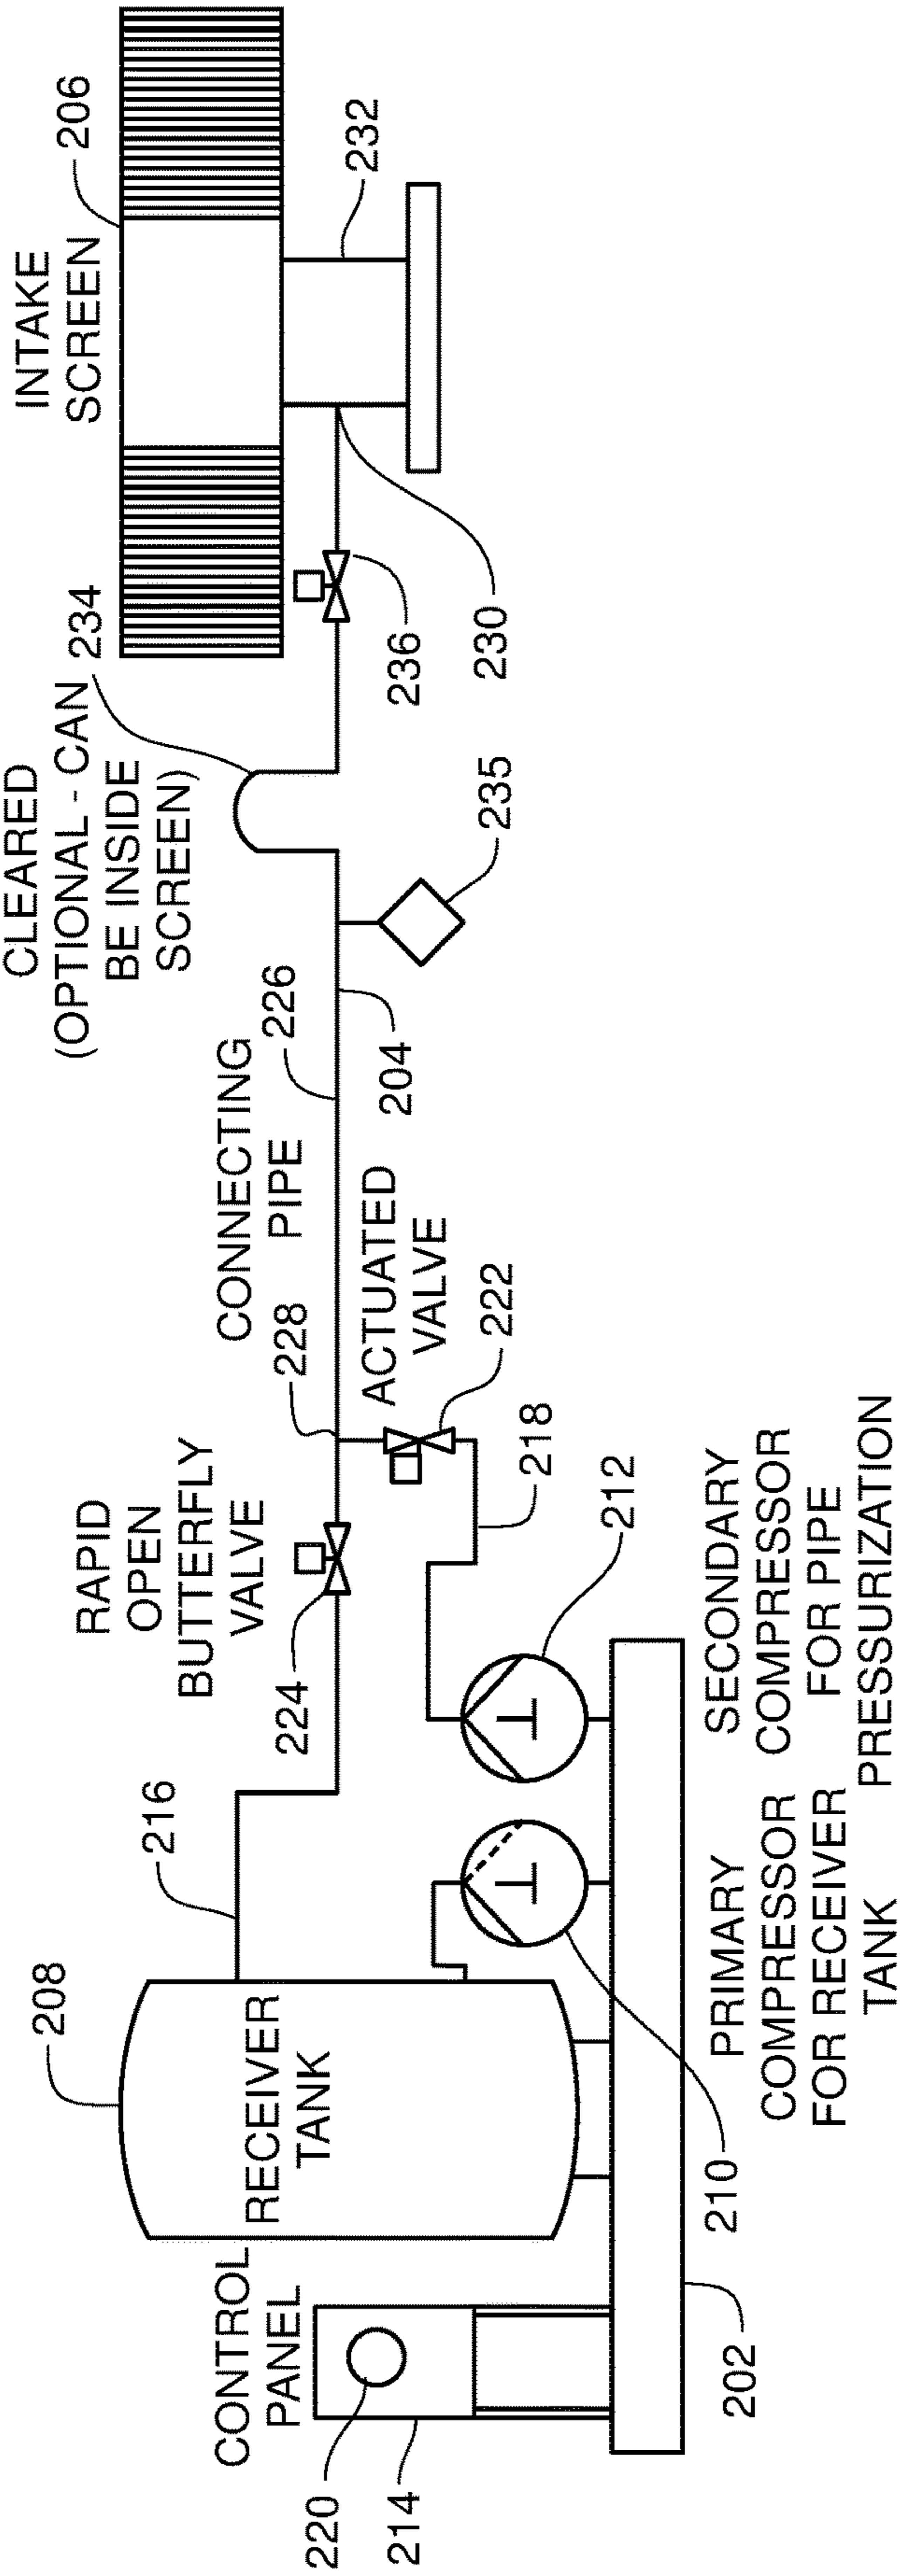 CONTROL
PANEL
220
214
202
208
RECEIVER
TANK
216
210
PRIMARY
COMPRESSOR
FOR RECEIVER
TANK
RAPID
OPEN
BUTTERFLY
VALVE
224
212
SECONDARY
COMPRESSOR
FOR PIPE
PRESSURIZATION
218
222
ACTUATED
VALVE
228
CONNECTING
PIPE
226
204
235
CLEARED
(OPTIONAL - CAN
BE INSIDE
SCREEN)
234
236
230
INTAKE
SCREEN
206
232